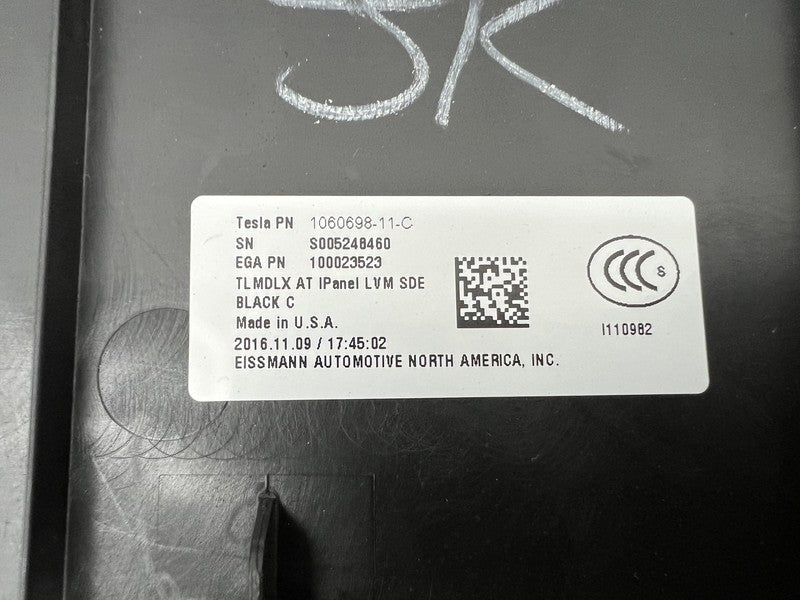 5K
Tesla PN 1060698-11-C
SN S005248460
EGA PN 100023523
TLMDLX AT IPanel LVM SDE
BLACK C
Made in U.S.A.
2016.11.09 / 17:45:02
EISSMANN AUTOMOTIVE NORTH AMERICA, INC.
CCC S
I110982